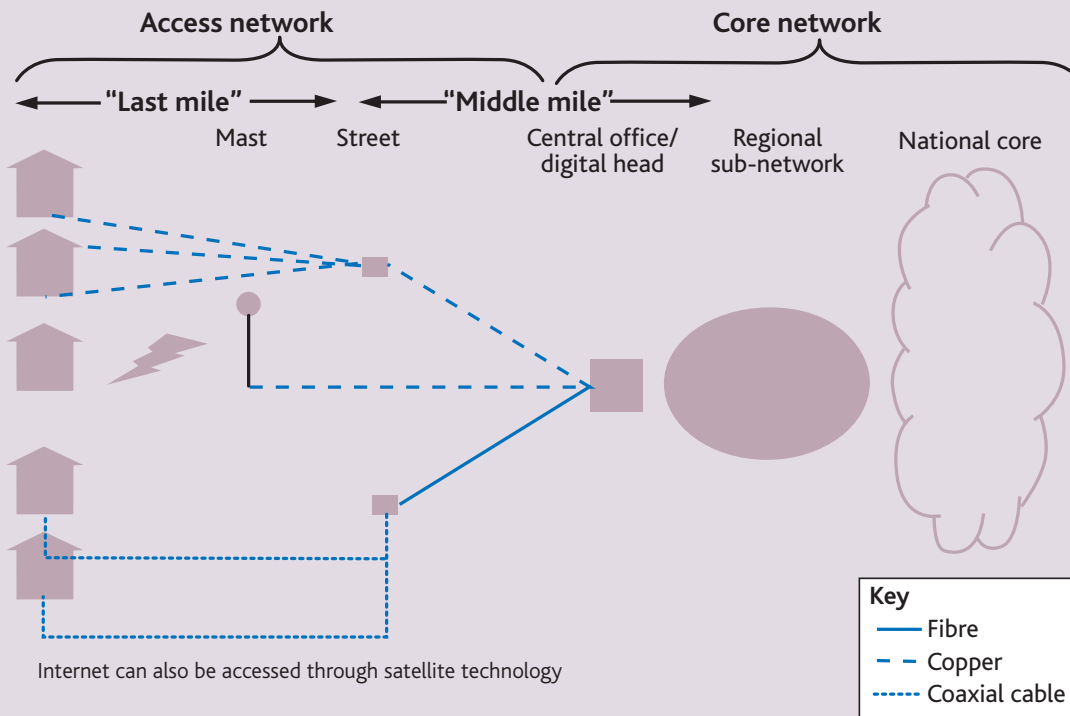 Access network
Core network
“Last mile”
“Middle mile”
Mast
Street
Central office/
digital head
Regional
sub-network
National core
Internet can also be accessed through satellite technology
Key
Fibre
Copper
Coaxial cable